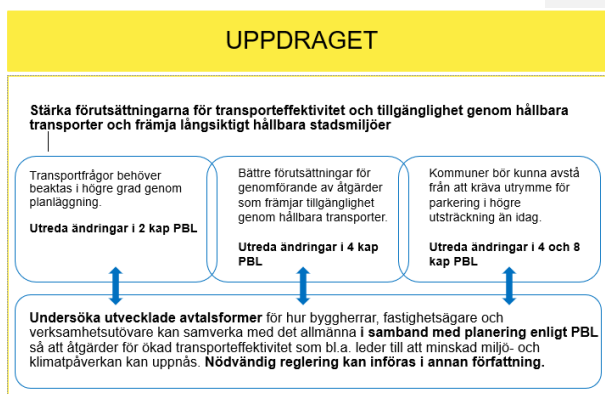 UPPDRAGET
Stärka förutsättningarna för transporteffektivitet och tillgänglighet genom hållbara
transporter och främja långsiktigt hållbara stadsmiljöer
Transportfrågor behöver
beaktas i högre grad genom
planläggning.
Utreda ändringar i 2 kap PBL
Bättre förutsättningar för
genomförande av åtgärder
som främjar tillgänglighet
genom hållbara transporter.
Utreda ändringar i 4 kap
PBL
Kommuner bör kunna avstå
från att kräva utrymme för
parkering i högre
utsträckning än idag.
Utreda ändringar i 4 och 8
kap PBL
Undersöka utvecklade avtalsformer för hur byggherrar, fastighetsägare och
verksamhetsutövare kan samverka med det allmänna i samband med planering enligt PBL
så att åtgärder för ökad transporteffektivitet som bl.a. leder till att minskad miljö- och
klimatpåverkan kan uppnås. Nödvändig reglering kan införas i annan författning.